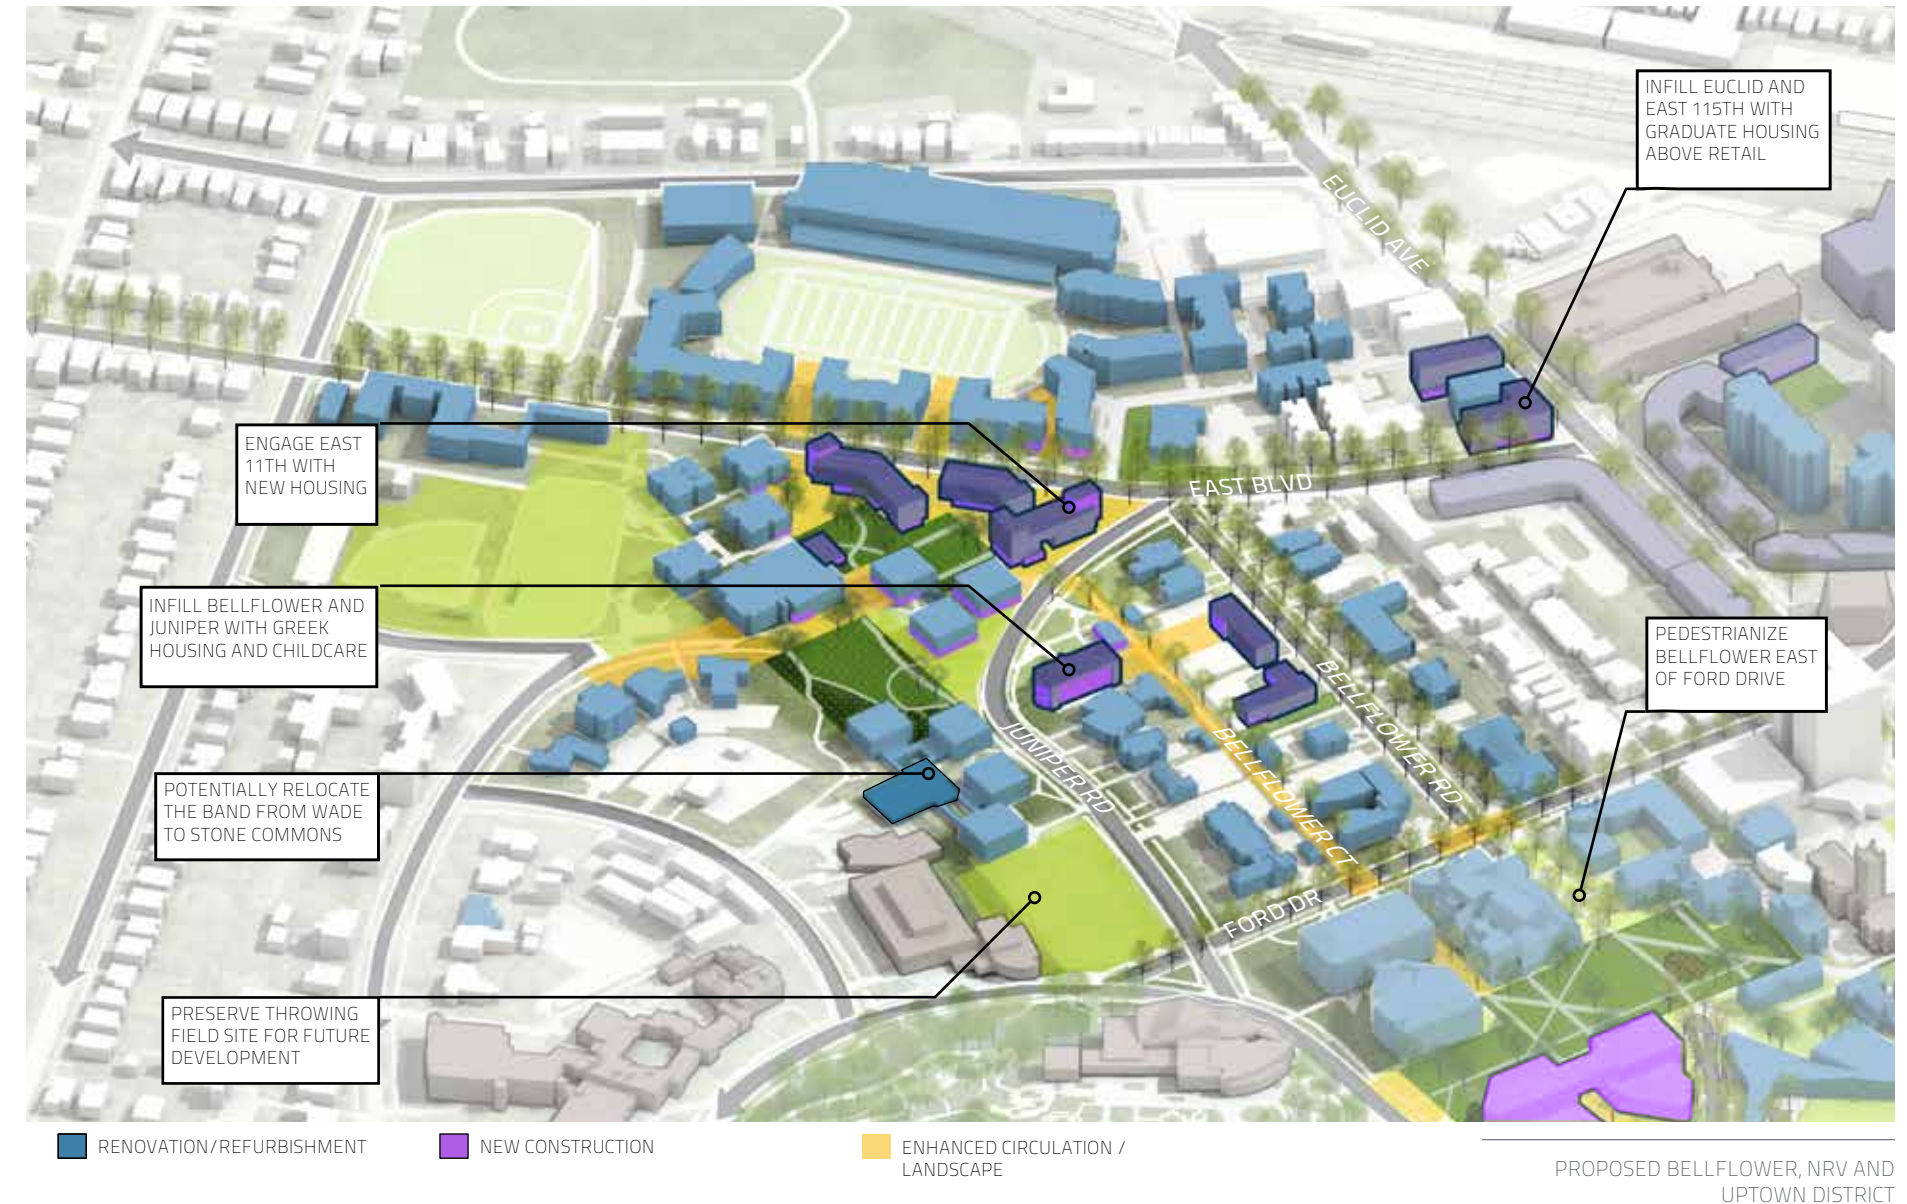 INFILL EUCLID AND
EAST 115TH WITH
GRADUATE HOUSING
ABOVE RETAIL
EUCLID AVE
ENGAGE EAST
11TH WITH
NEW HOUSING
EAST BLVD
INFILL BELLFLOWER AND
JUNIPER WITH GREEK
HOUSING AND CHILDCARE
PEDESTRIANIZE
BELLFLOWER EAST
OF FORD DRIVE
BELLFLOWER RD
JUNIPER RD
BELLFLOWER CT
POTENTIALLY RELOCATE
THE BAND FROM WADE
TO STONE COMMONS
FORD DR
PRESERVE THROWING
FIELD SITE FOR FUTURE
DEVELOPMENT
RENOVATION/REFURBISHMENT
NEW CONSTRUCTION
ENHANCED CIRCULATION /
LANDSCAPE
PROPOSED BELLFLOWER, NRV AND
UPTOWN DISTRICT